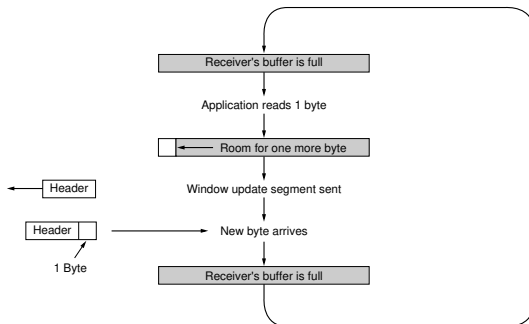 Receiver's buffer is full
Application reads 1 byte
Room for one more byte
Header
Window update segment sent
Header
New byte arrives
1 Byte
Receiver's buffer is full